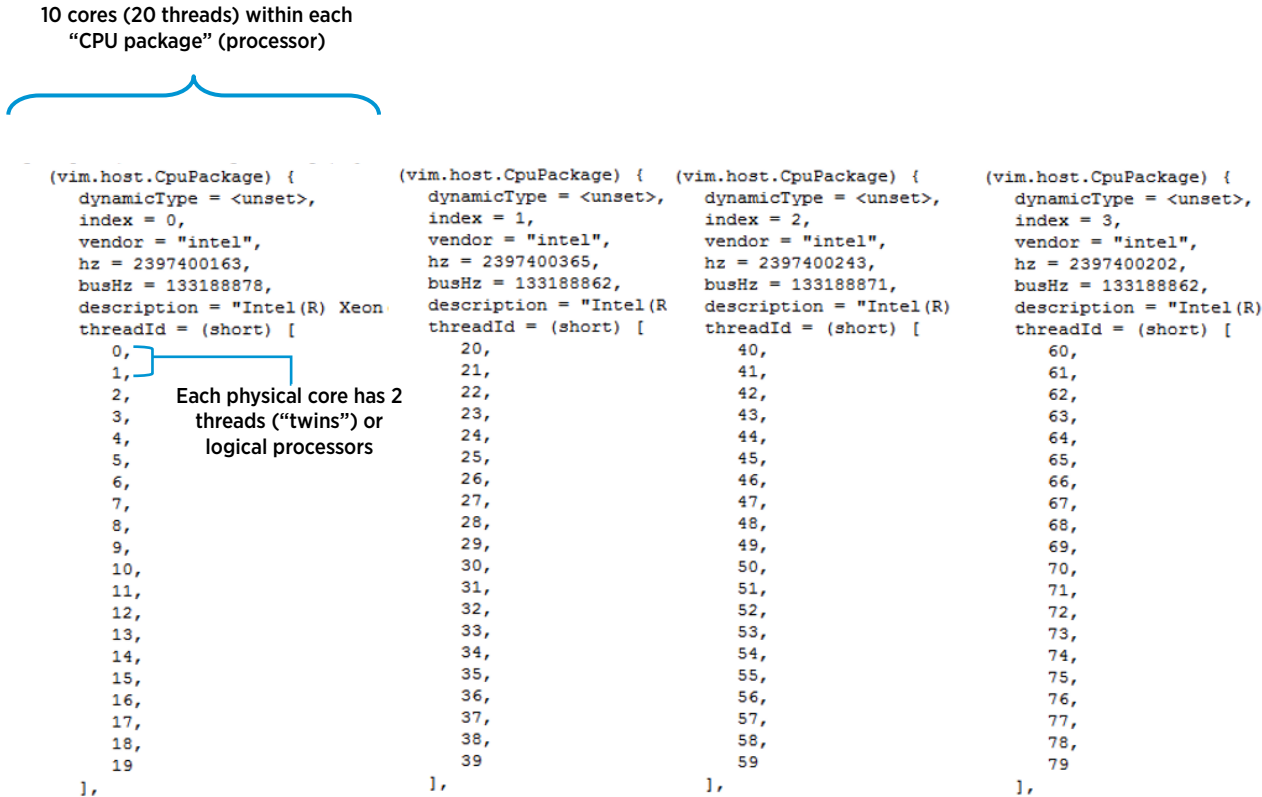 10 cores (20 threads) within each
“CPU package” (processor)
(vim.host.CpuPackage) {
dynamicType = <unset>,
index = 0,
vendor = "intel",
hz = 2397400163,
busHz = 133188878,
description = "Intel(R) Xeon
threadId = (short) [
0,
1,
2,
3,
4,
5,
6,
7,
8,
9,
10,
11,
12,
13,
14,
15,
16,
17,
18,
19
],
Each physical core has 2
threads (“twins”) or
logical processors
(vim.host.CpuPackage) {
dynamicType = <unset>,
index = 1,
vendor = "intel",
hz = 2397400365,
busHz = 133188862,
description = "Intel(R
threadId = (short) [
20,
21,
22,
23,
24,
25,
26,
27,
28,
29,
30,
31,
32,
33,
34,
35,
36,
37,
38,
39
],
(vim.host.CpuPackage) {
dynamicType = <unset>,
index = 2,
vendor = "intel",
hz = 2397400243,
busHz = 133188871,
description = "Intel(R)
threadId = (short) [
40,
41,
42,
43,
44,
45,
46,
47,
48,
49,
50,
51,
52,
53,
54,
55,
56,
57,
58,
59
],
(vim.host.CpuPackage) {
dynamicType = <unset>,
index = 3,
vendor = "intel",
hz = 2397400202,
busHz = 133188862,
description = "Intel(R)
threadId = (short) [
60,
61,
62,
63,
64,
65,
66,
67,
68,
69,
70,
71,
72,
73,
74,
75,
76,
77,
78,
79
],